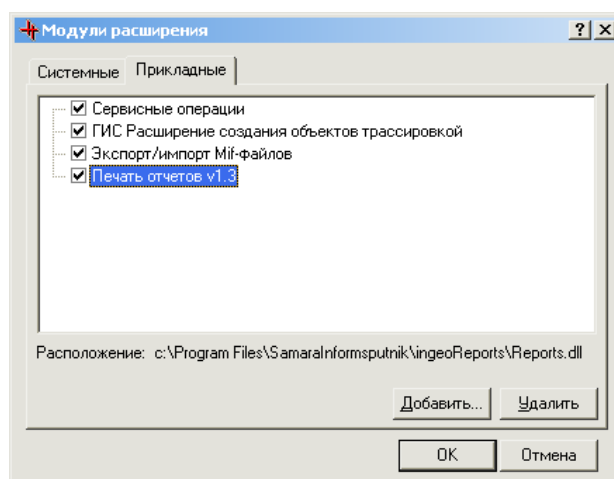 Модули расширения
Системные Прикладные
Сервисные операции
ГИС Расширение создания объектов трассировкой
Экспорт/импорт Mif-файлов
Печать отчетов v1.3
Расположение: c:\Program Files\SamaraInformsputnik\ingeoReports\Reports.dll
Добавить... Удалить
OK Отмена